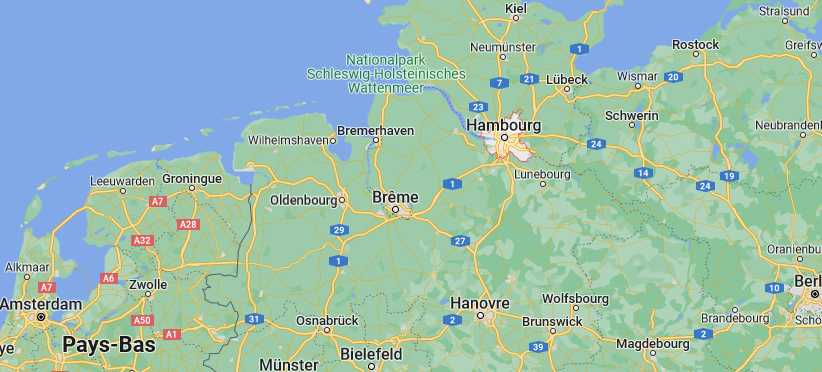 Kiel
Stralsund
Neumünster
1
Rostock
Greifsw
Nationalpark
Schleswig-Holsteinisches
Wattenmeer
7
21
Lübeck
Wismar
20
23
Schwerin
Hambourg
Neubrandenb
Wilhelmshaven
Bremerhaven
24
Leeuwarden
Groningue
1
Lunebourg
14
24
19
A7
Oldenbourg
Brême
A28
A32
29
27
Oranienbu
Alkmaar
1
A7
A6
Zwolle
10
Berl
Amsterdam
Hanovre
Wolfsbourg
Brandebourg
A50
31
Osnabrück
2
Brunswick
Schö
A1
2
ye
Pays-Bas
Bielefeld
39
Magdebourg
Münster